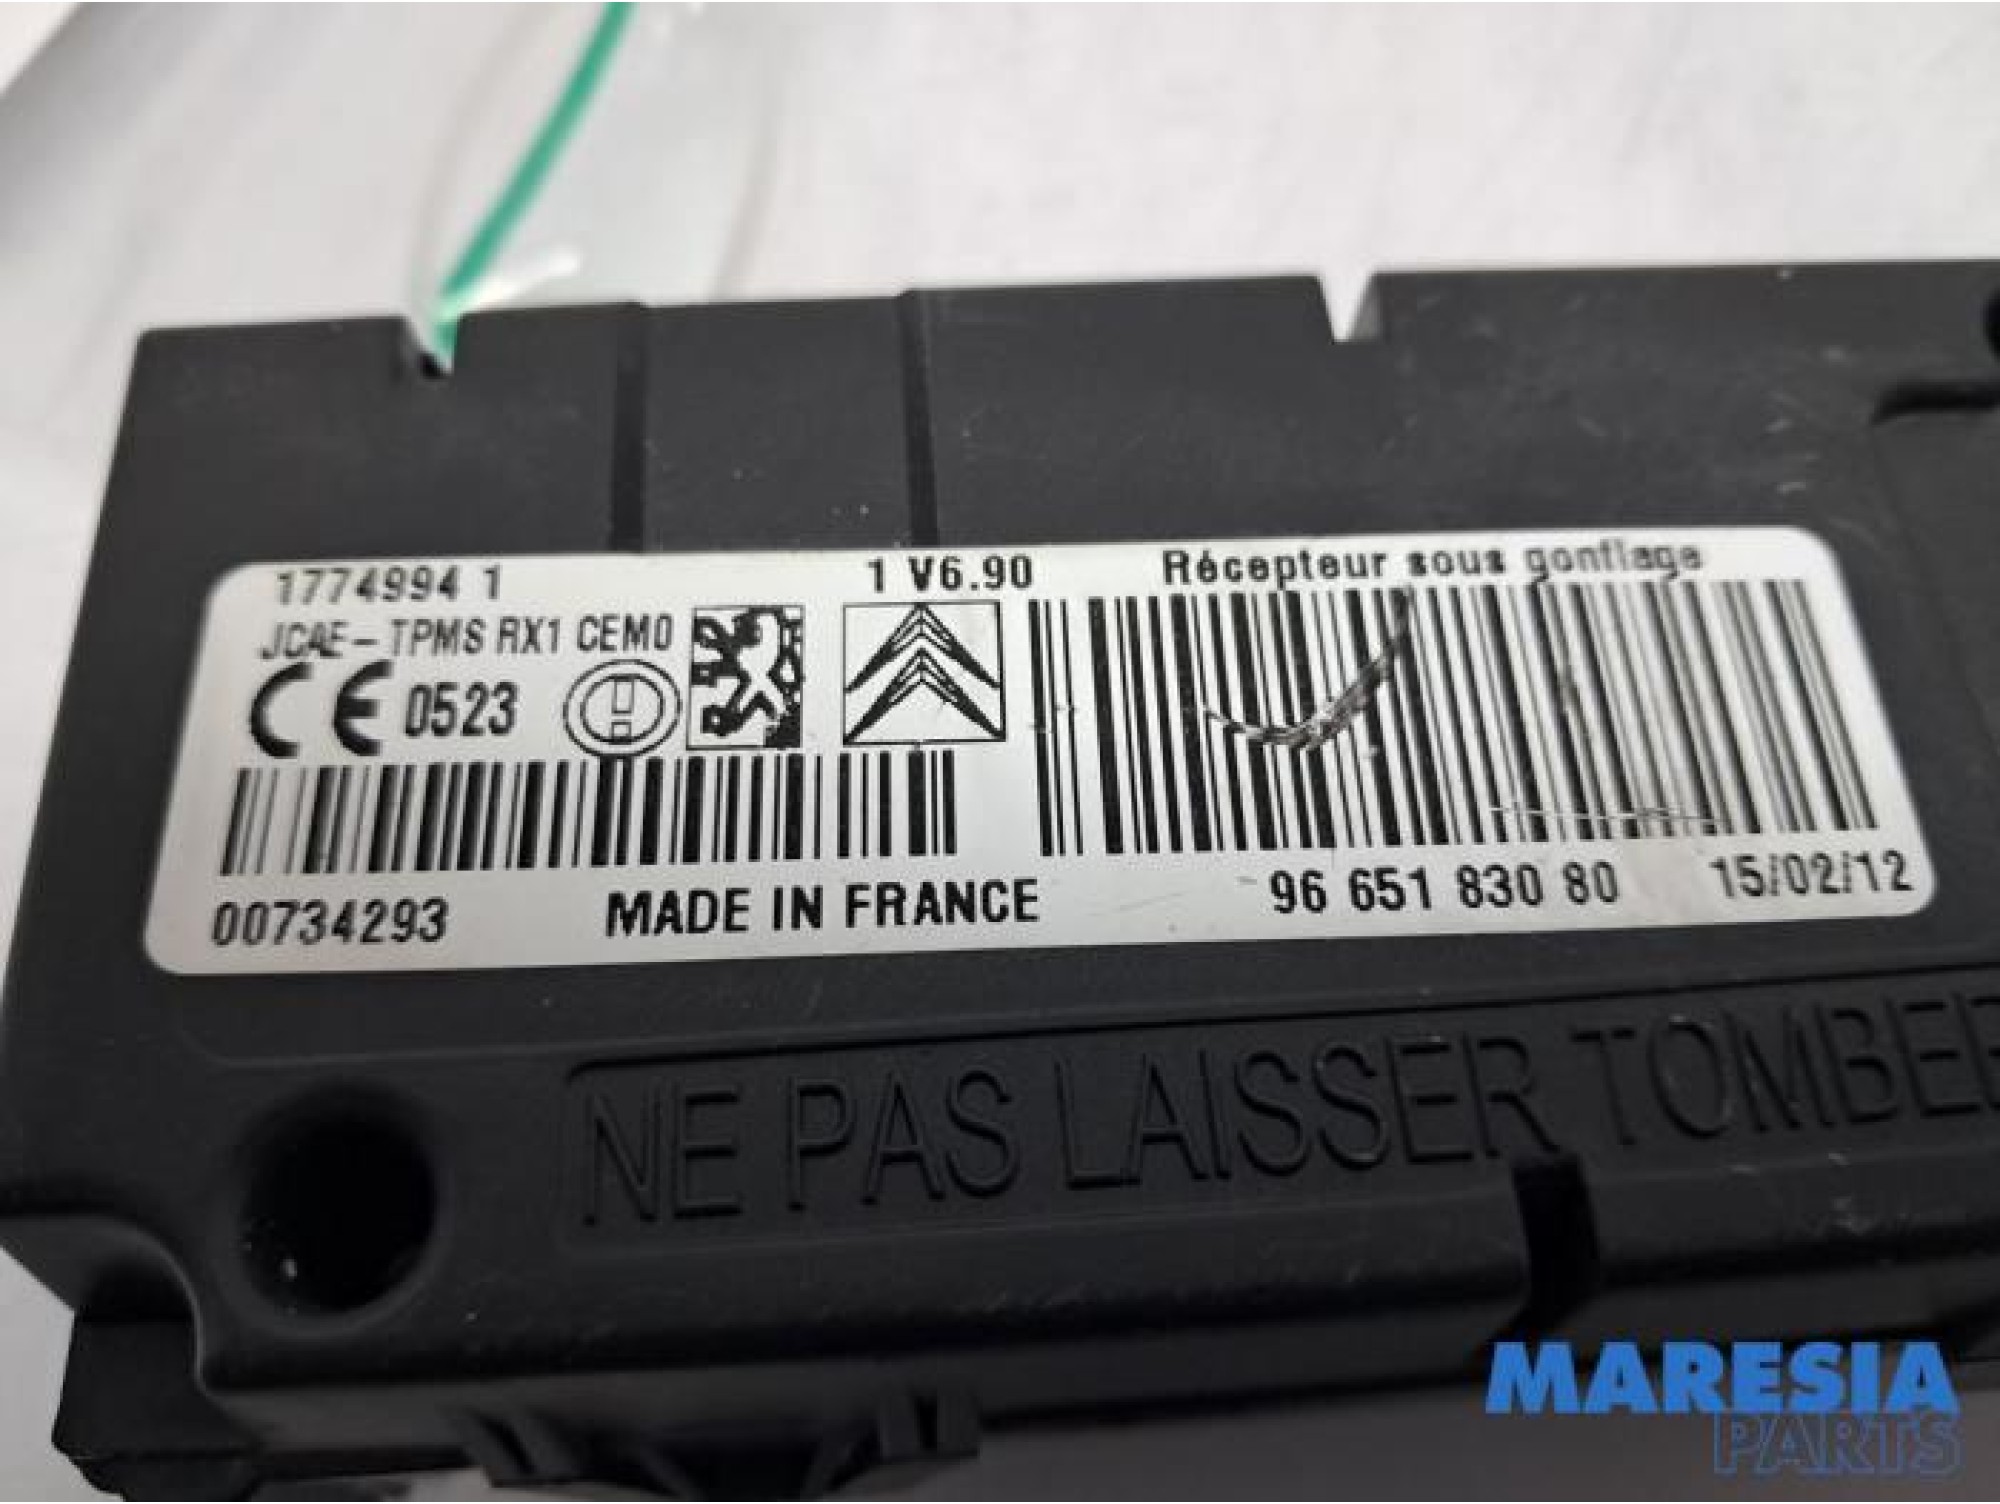 1774994 1 1 V6.90 Récepteur sous gonflage
JCAE-TPMS RX1 CEM0
CE 0523
00734293 MADE IN FRANCE 96 651 830 80 15/02/12
NE PAS LAISSER TOMBER
MARESIA
PARTS